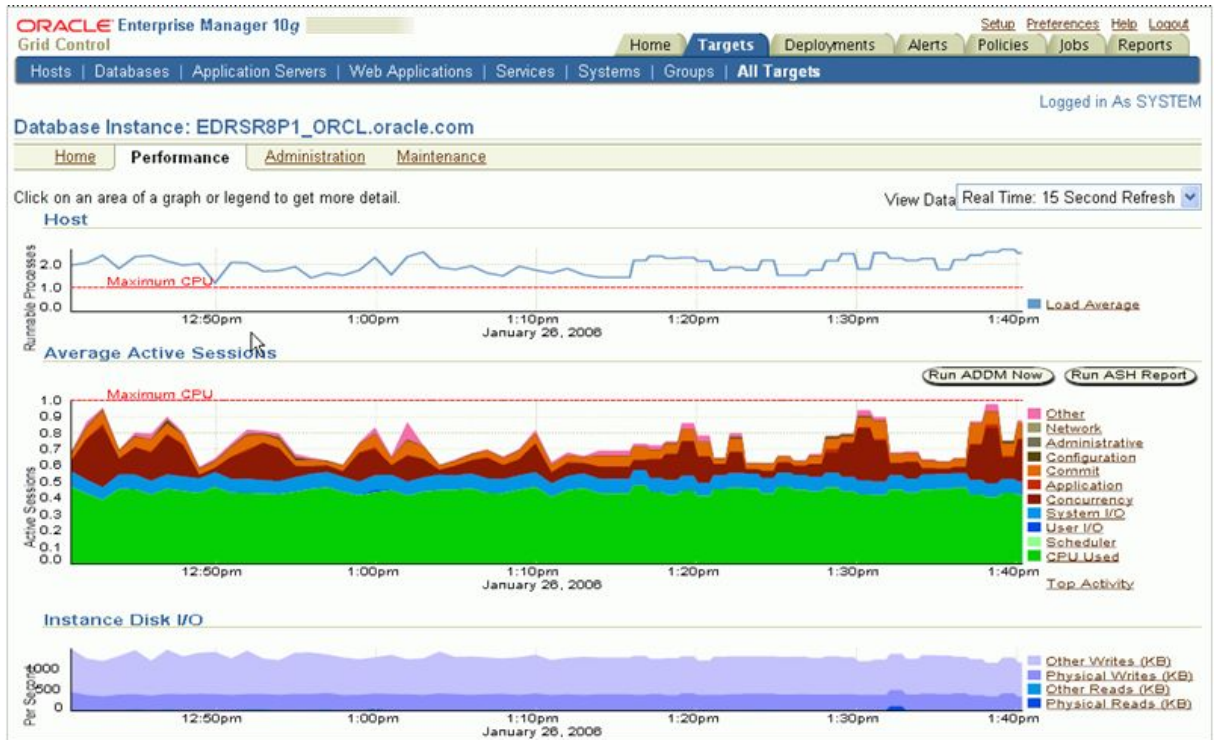 ORACLE Enterprise Manager 10g
Grid Control
Setup Preferences Help Logout
Home Targets Deployments Alerts Policies Jobs Reports
Hosts | Databases | Application Servers | Web Applications | Services | Systems | Groups | All Targets
Logged in As SYSTEM
Database Instance: EDRSR8P1_ORCL.oracle.com
Home Performance Administration Maintenance
Click on an area of a graph or legend to get more detail.
View Data Real Time: 15 Second Refresh
Host
Runnable Processes
2.0
1.0
0.0
Maximum CPU
12:50pm 1:00pm 1:10pm 1:20pm 1:30pm 1:40pm
January 26, 2006
Load Average
Average Active Sessions
Run ADDM Now Run ASH Report
Active Sessions
Maximum CPU
1.0
0.9
0.8
0.7
0.6
0.5
0.4
0.3
0.2
0.1
0.0
12:50pm 1:00pm 1:10pm 1:20pm 1:30pm 1:40pm
January 26, 2006
Other
Network
Administrative
Configuration
Commit
Application
Concurrency
System I/O
User I/O
Scheduler
CPU Used
Top Activity
Instance Disk I/O
Per Second
1000
500
0
12:50pm 1:00pm 1:10pm 1:20pm 1:30pm 1:40pm
January 26, 2006
Other Writes (KB)
Physical Writes (KB)
Other Reads (KB)
Physical Reads (KB)